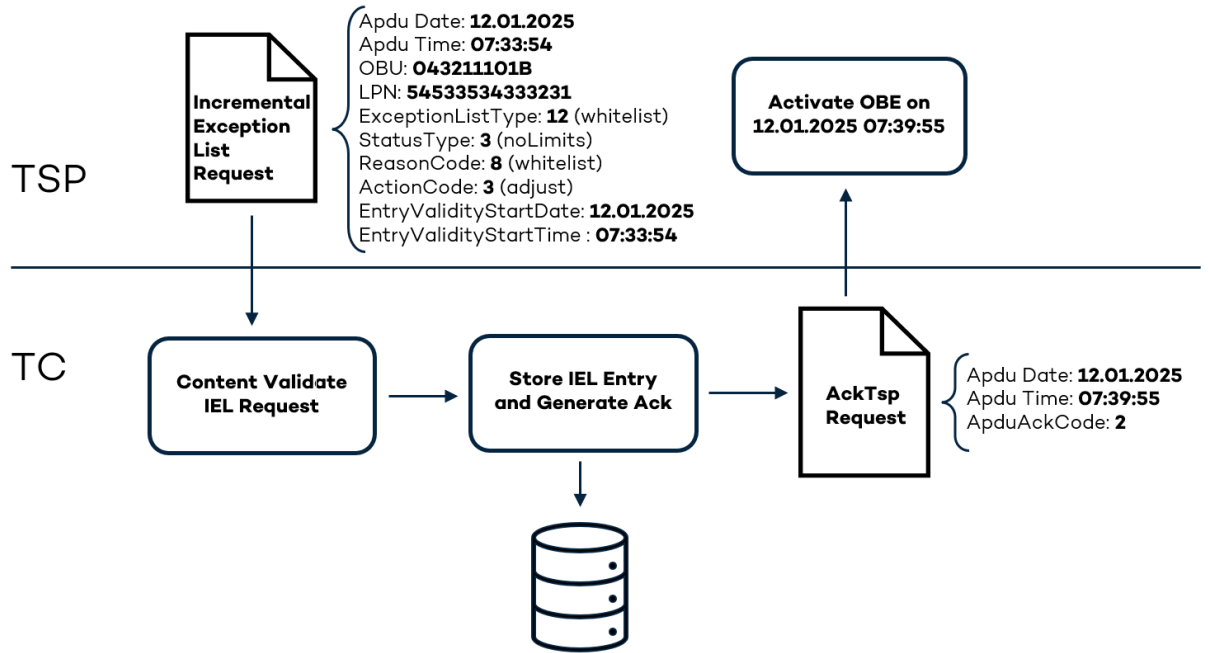 Apdu Date: 12.01.2025
Apdu Time: 07:33:54
OBU: 043211101B
LPN: 54533534333231
ExceptionListType: 12 (whitelist)
StatusType: 3 (noLimits)
ReasonCode: 8 (whitelist)
ActionCode: 3 (adjust)
EntryValidityStartDate: 12.01.2025
EntryValidityStartTime : 07:33:54
Incremental
Exception
List
Request
Activate OBE on
12.01.2025 07:39:55
TSP
TC
Content Validate
IEL Request
Store IEL Entry
and Generate Ack
AckTsp
Request
Apdu Date: 12.01.2025
Apdu Time: 07:39:55
ApduAckCode: 2